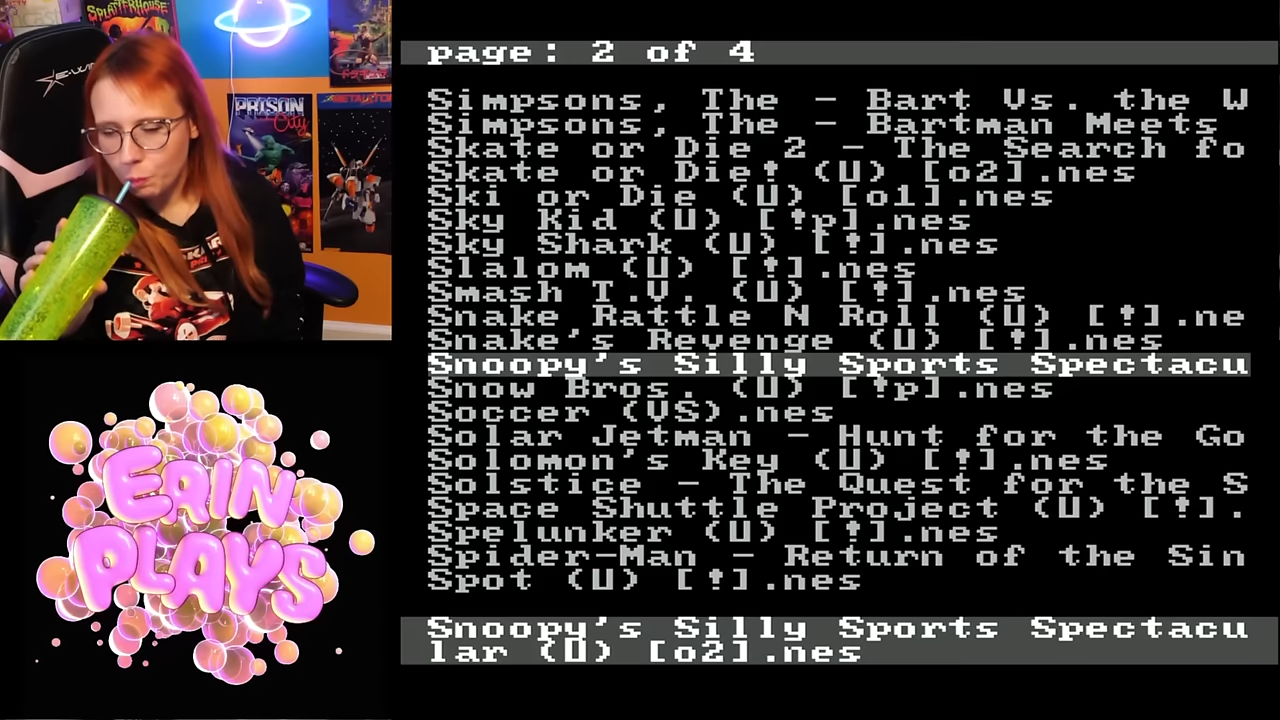 SPLATTERHOUSE
PRISON
City
ERIN
PLAYS
page: 2 of 4
Simpsons, The - Bart Vs. the W
Simpsons, The - Bartman Meets
Skate or Die 2 - The Search fo
Skate or Die! (U) [o2].nes
Ski or Die (U) [o1].nes
Sky Kid (U) [!p].nes
Sky Shark (U) [!].nes
Slalom (U) [!].nes
Smash T.V. (U) [!].nes
Snake Rattle N Roll (U) [!].ne
Snake's Revenge (U) [!].nes
Snoopy's Silly Sports Spectacu
Snow Bros. (U) [!p].nes
Soccer (VS).nes
Solar Jetman - Hunt for the Go
Solomon's Key (U) [!].nes
Solstice - The Quest for the S
Space Shuttle Project (U) [!].
Spelunker (U) [!].nes
Spider-Man - Return of the Sin
Spot (U) [!].nes
Snoopy's Silly Sports Spectacu
lar (U) [o2].nes